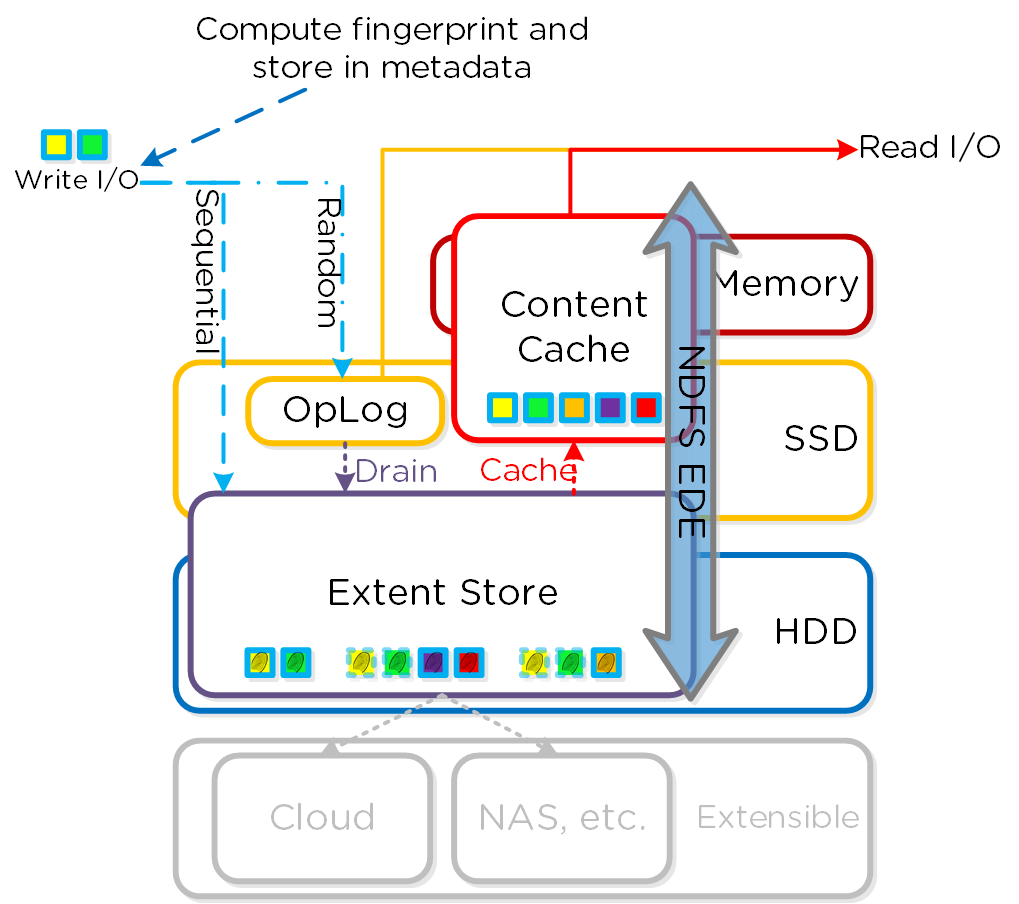 Compute fingerprint and
store in metadata
Write I/O
Read I/O
Sequential
Random
Memory
Content
Cache
OpLog
SSD
NDFS EDE
Drain
Cache
Extent Store
HDD
Cloud
NAS, etc.
Extensible